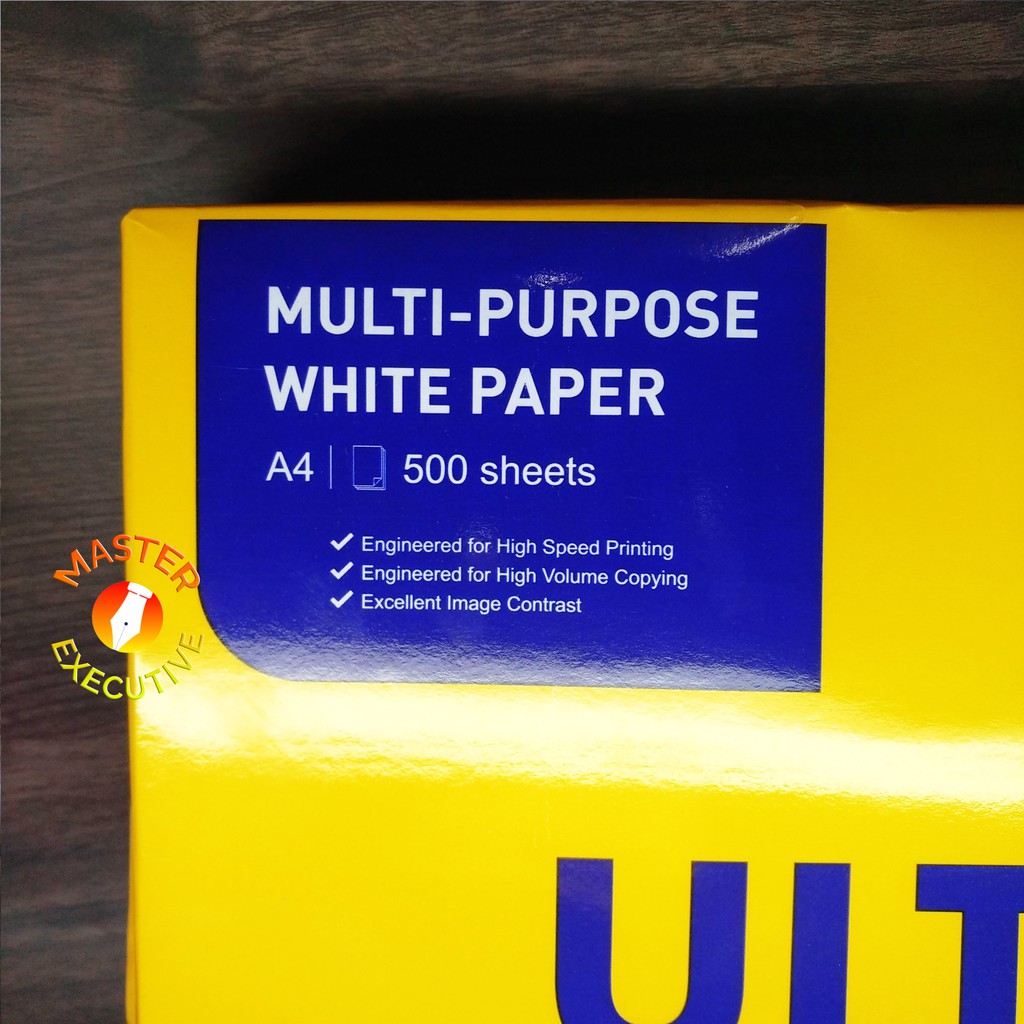 MULTI-PURPOSE
WHITE PAPER
A4 | 500 sheets
✓ Engineered for High Speed Printing
✓ Engineered for High Volume Copying
✓ Excellent Image Contrast
MASTER
EXECUTIVE
ULT